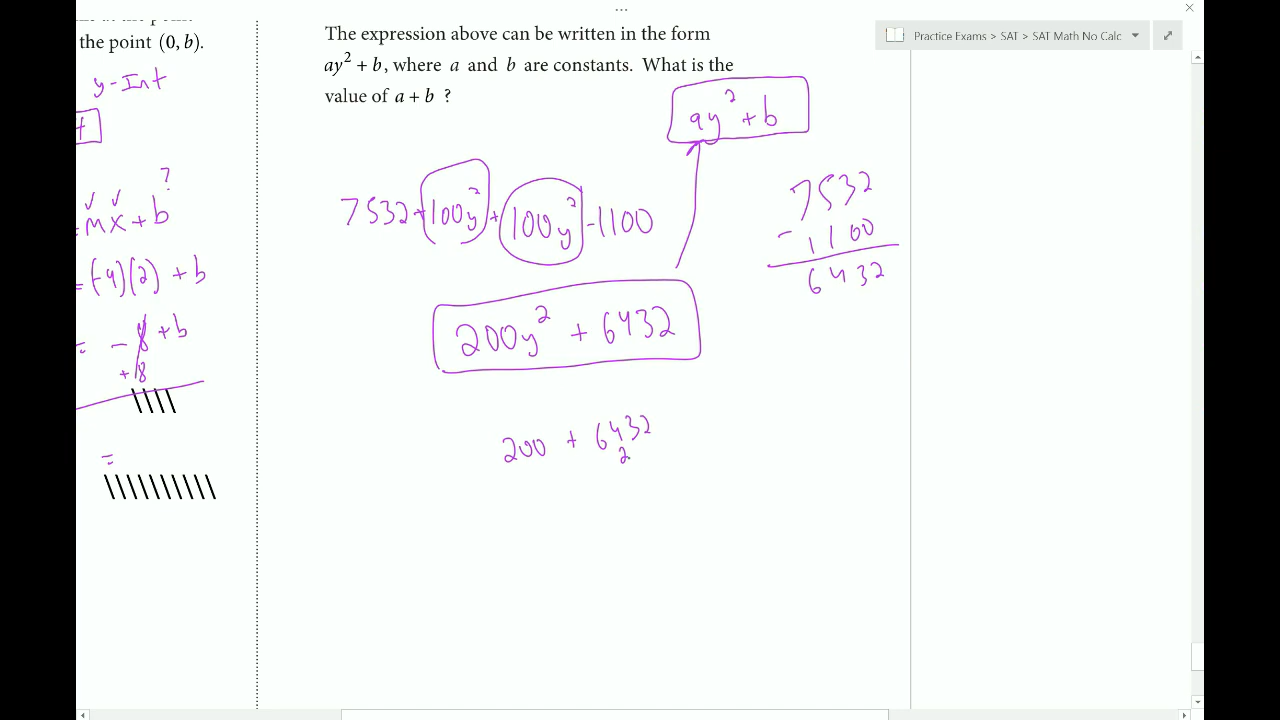 the point (0, b).
y-Int
?
= mx + b
= (-4)(2) + b
= -8 + b
+8
=
The expression above can be written in the form
ay² + b, where a and b are constants. What is the
value of a + b ?
ay² + b
7532 + 100y² + 100y² - 1100
200y² + 6432
200 + 6432
2
7532
- 1100
6432
Practice Exams > SAT > SAT Math No Calc